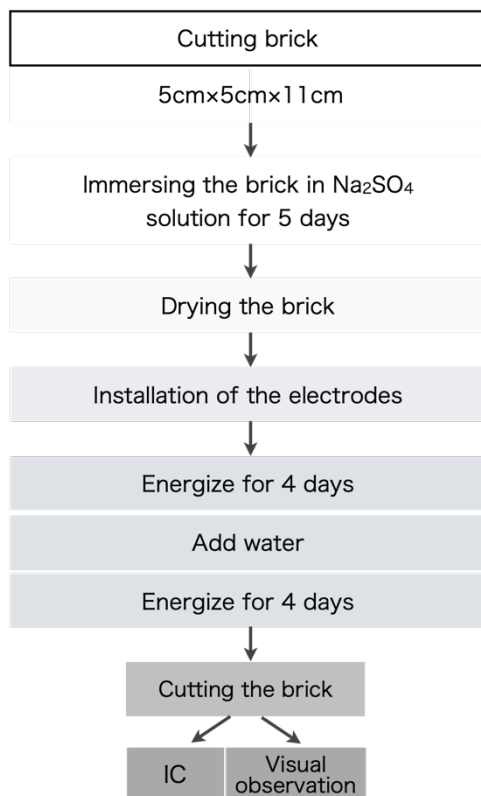 Cutting brick
5cm×5cm×11cm
Immersing the brick in Na₂SO₄
solution for 5 days
Drying the brick
Installation of the electrodes
Energize for 4 days
Add water
Energize for 4 days
Cutting the brick
IC
Visual
observation